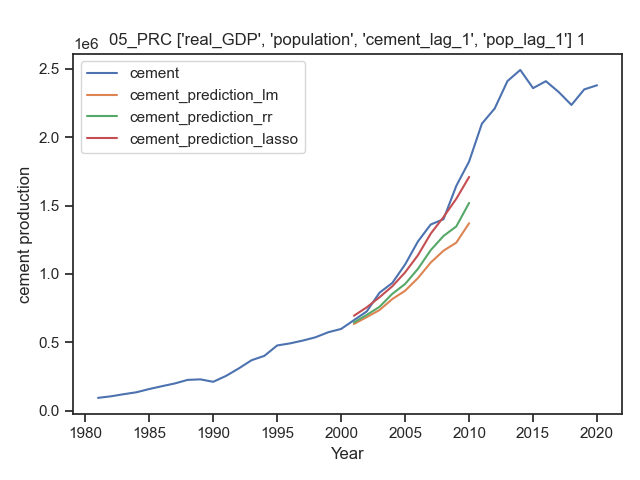 05_PRC ['real_GDP', 'population', 'cement_lag_1', 'pop_lag_1'] 1
1e6
cement
cement_prediction_lm
cement_prediction_rr
cement_prediction_lasso
2.5
2.0
1.5
1.0
0.5
0.0
cement production
1980 1985 1990 1995 2000 2005 2010 2015 2020
Year